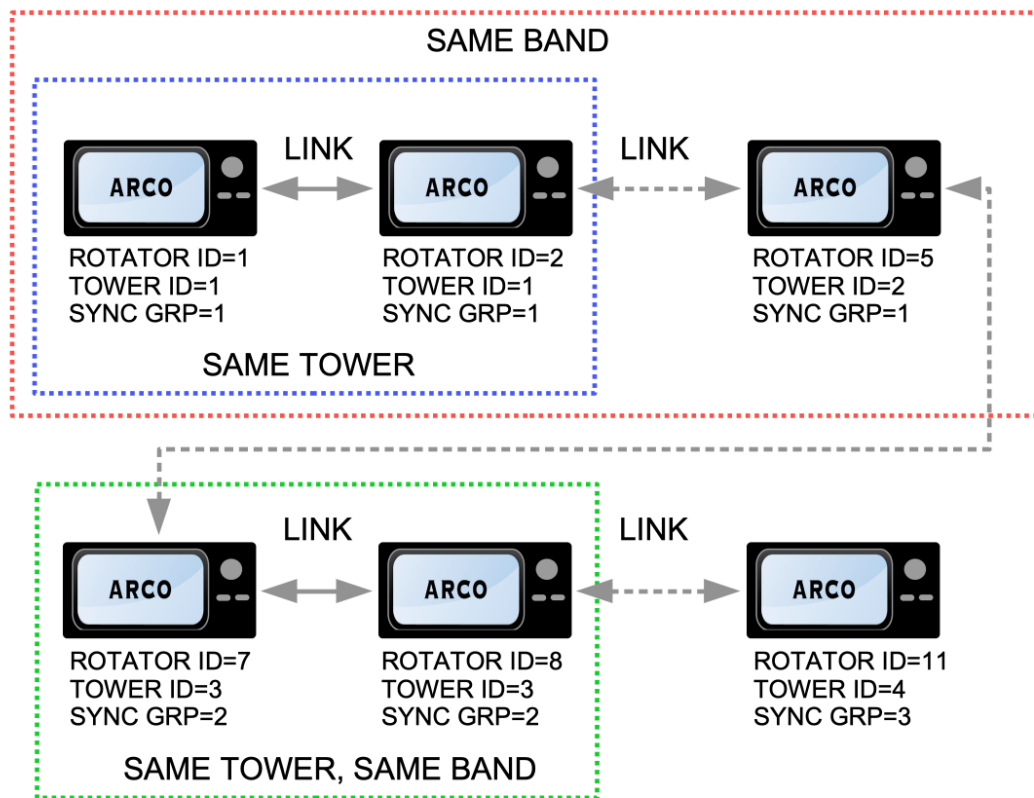 SAME BAND
LINK
LINK
ARCO
ARCO
ARCO
ROTATOR ID=1
TOWER ID=1
SYNC GRP=1
ROTATOR ID=2
TOWER ID=1
SYNC GRP=1
ROTATOR ID=5
TOWER ID=2
SYNC GRP=1
SAME TOWER
LINK
LINK
ARCO
ARCO
ARCO
ROTATOR ID=7
TOWER ID=3
SYNC GRP=2
ROTATOR ID=8
TOWER ID=3
SYNC GRP=2
ROTATOR ID=11
TOWER ID=4
SYNC GRP=3
SAME TOWER, SAME BAND